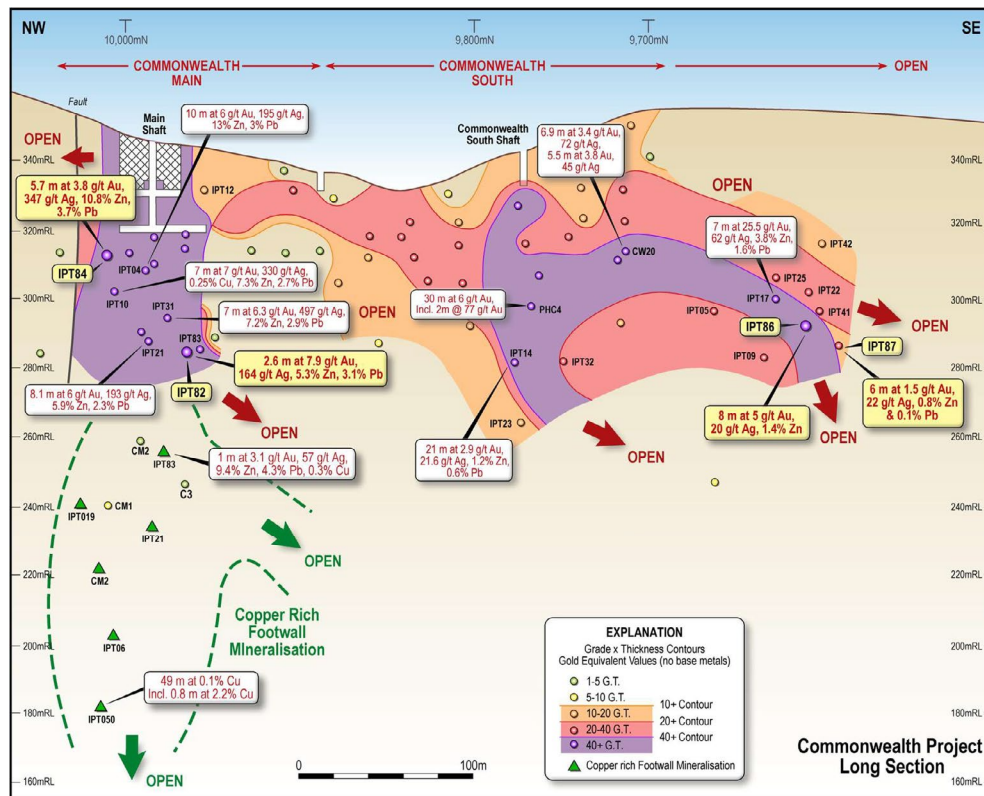 NW
10,000mN
9,800mN
9,700mN
SE
COMMONWEALTH
MAIN
COMMONWEALTH
SOUTH
OPEN
Fault
Main
Shaft
10 m at 6 g/t Au, 195 g/t Ag,
13% Zn, 3% Pb
Commonwealth
South Shaft
6.9 m at 3.4 g/t Au,
72 g/t Ag,
5.5 m at 3.8 Au,
45 g/t Ag
OPEN
340mRL
340mRL
5.7 m at 3.8 g/t Au,
347 g/t Ag, 10.8% Zn,
3.7% Pb
IPT12
OPEN
7 m at 25.5 g/t Au,
62 g/t Ag, 3.8% Zn,
1.6% Pb
320mRL
320mRL
IPT42
IPT84
IPT04
CW20
IPT25
7 m at 7 g/t Au, 330 g/t Ag,
0.25% Cu, 7.3% Zn, 2.7% Pb
IPT10
IPT17
IPT22
300mRL
300mRL
IPT31
7 m at 6.3 g/t Au, 497 g/t Ag,
7.2% Zn, 2.9% Pb
OPEN
30 m at 6 g/t Au,
Incl. 2m @ 77 g/t Au
PHC4
IPT05
IPT41
IPT86
OPEN
IPT83
IPT21
2.6 m at 7.9 g/t Au,
164 g/t Ag, 5.3% Zn, 3.1% Pb
IPT14
IPT32
IPT09
IPT87
280mRL
280mRL
8.1 m at 6 g/t Au, 193 g/t Ag,
5.9% Zn, 2.3% Pb
IPT82
8 m at 5 g/t Au,
20 g/t Ag, 1.4% Zn
6 m at 1.5 g/t Au,
22 g/t Ag, 0.8% Zn
& 0.1% Pb
OPEN
IPT23
OPEN
OPEN
260mRL
260mRL
CM2
IPT83
1 m at 3.1 g/t Au, 57 g/t Ag,
9.4% Zn, 4.3% Pb, 0.3% Cu
21 m at 2.9 g/t Au,
21.6 g/t Ag, 1.2% Zn,
0.6% Pb
C3
240mRL
240mRL
IPT019
CM1
IPT21
OPEN
220mRL
220mRL
CM2
Copper Rich
Footwall
MIneralisation
200mRL
200mRL
IPT06
49 m at 0.1% Cu
Incl. 0.8 m at 2.2% Cu
180mRL
180mRL
IPT050
OPEN
160mRL
160mRL
0
100m
EXPLANATION
Grade x Thickness Contours
Gold Equivalent Values (no base metals)
1-5 G.T.
5-10 G.T.
10-20 G.T.
20-40 G.T.
40+ G.T.
10+ Contour
20+ Contour
40+ Contour
Copper rich Footwall Mineralisation
Commonwealth Project
Long Section